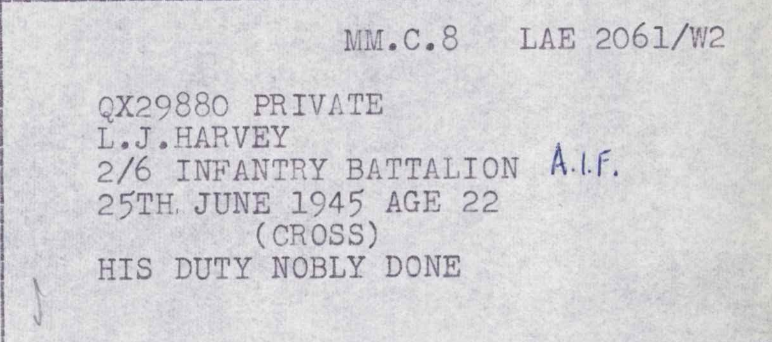 MM.C.8 LAE 2061/W2
QX29880 PRIVATE
L.J.HARVEY
2/6 INFANTRY BATTALION A.I.F.
25TH JUNE 1945 AGE 22
(CROSS)
HIS DUTY NOBLY DONE